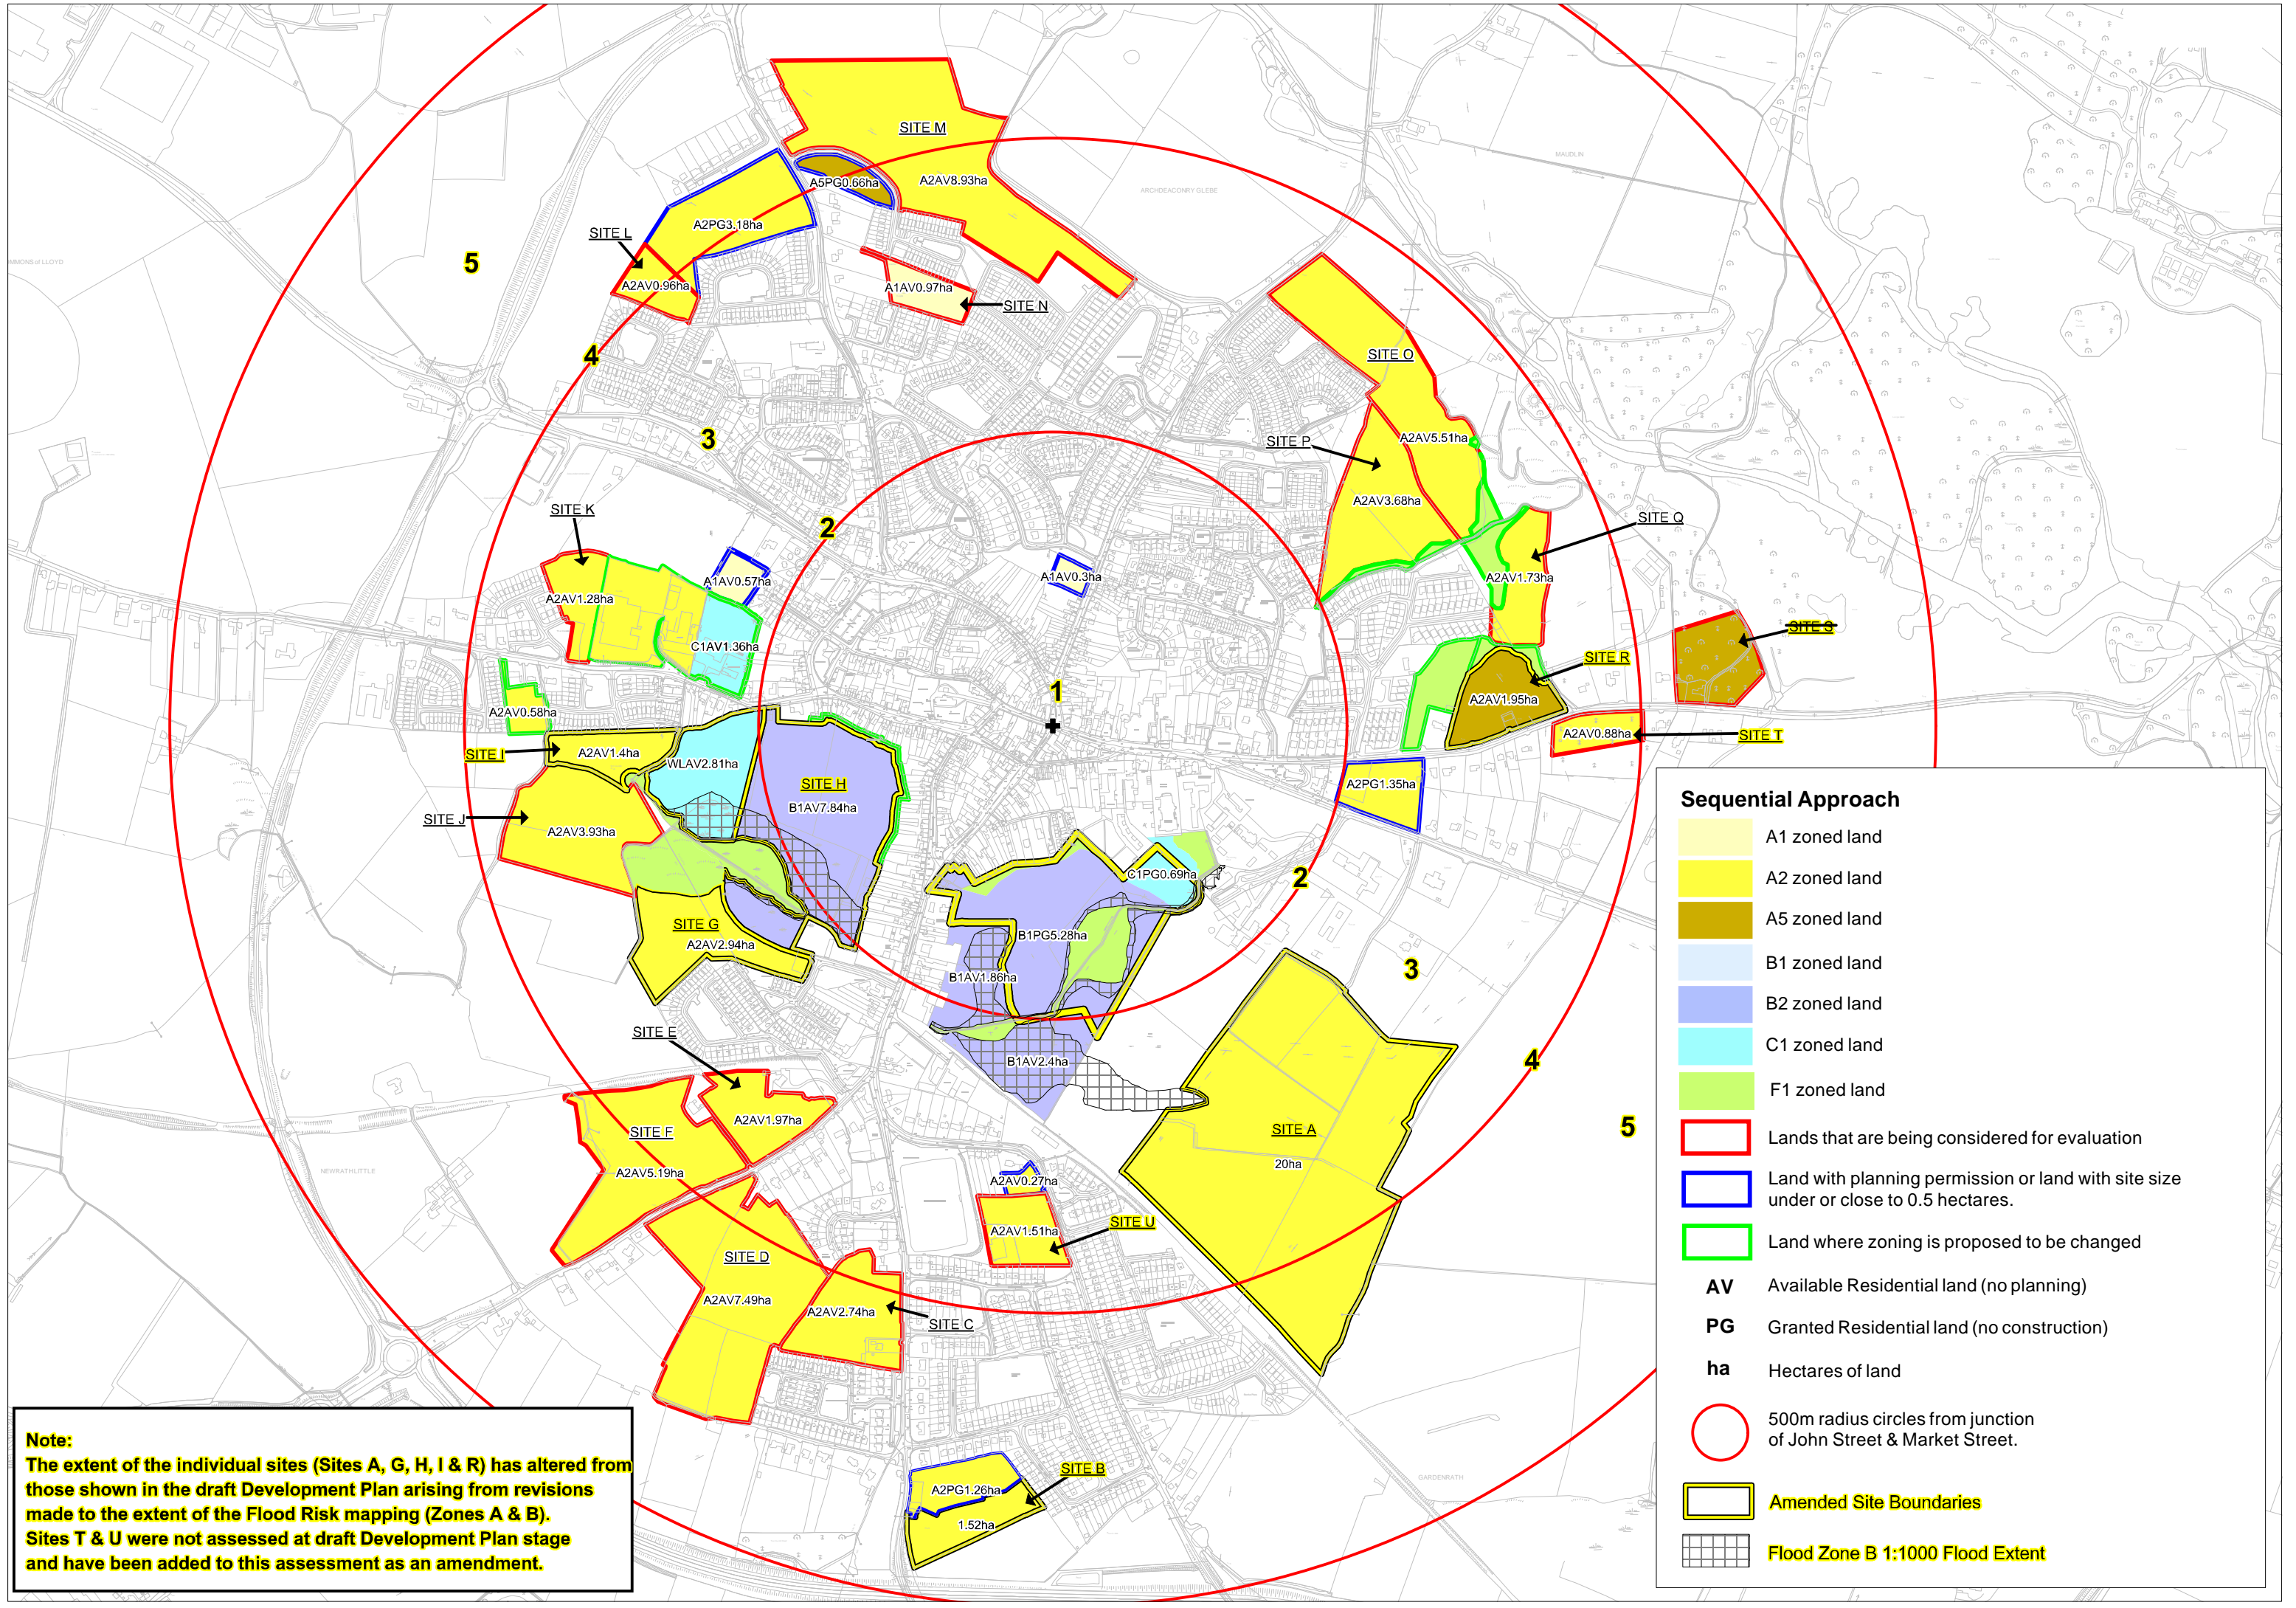 SITE M
MAUDLIN
A5PG0.66ha
A2AV8.93ha
ARCHDEACONRY GLEBE
A2PG3.18ha
SITE L
5
A2AV0.96ha
A1AV0.97ha
SITE N
4
SITE O
3
SITE P
A2AV5.51ha
A2AV3.68ha
SITE K
2
SITE Q
A1AV0.57ha
A1AV0.3ha
A2AV1.73ha
A2AV1.28ha
C1AV1.36ha
SITE S
SITE R
1
A2AV1.95ha
A2AV0.58ha
A2AV0.88ha
SITE T
SITE I
A2AV1.4ha
WLAV2.81ha
SITE H
B1AV7.84ha
A2PG1.35ha
SITE J
A2AV3.93ha
C1PG0.69ha
2
SITE G
A2AV2.94ha
B1PG5.28ha
B1AV1.86ha
3
SITE E
B1AV2.4ha
4
A2AV1.97ha
SITE F
SITE A
5
20ha
NEWRATH LITTLE
A2AV5.19ha
A2AV0.27ha
A2AV1.51ha
SITE U
SITE D
A2AV7.49ha
A2AV2.74ha
SITE C
GARDENRATH
SITE B
A2PG1.26ha
1.52ha
Sequential Approach
A1 zoned land
A2 zoned land
A5 zoned land
B1 zoned land
B2 zoned land
C1 zoned land
F1 zoned land
Lands that are being considered for evaluation
Land with planning permission or land with site size
under or close to 0.5 hectares.
Land where zoning is proposed to be changed
AV Available Residential land (no planning)
PG Granted Residential land (no construction)
ha Hectares of land
500m radius circles from junction
of John Street & Market Street.
Amended Site Boundaries
Flood Zone B 1:1000 Flood Extent
Note:
The extent of the individual sites (Sites A, G, H, I & R) has altered from
those shown in the draft Development Plan arising from revisions
made to the extent of the Flood Risk mapping (Zones A & B).
Sites T & U were not assessed at draft Development Plan stage
and have been added to this assessment as an amendment.